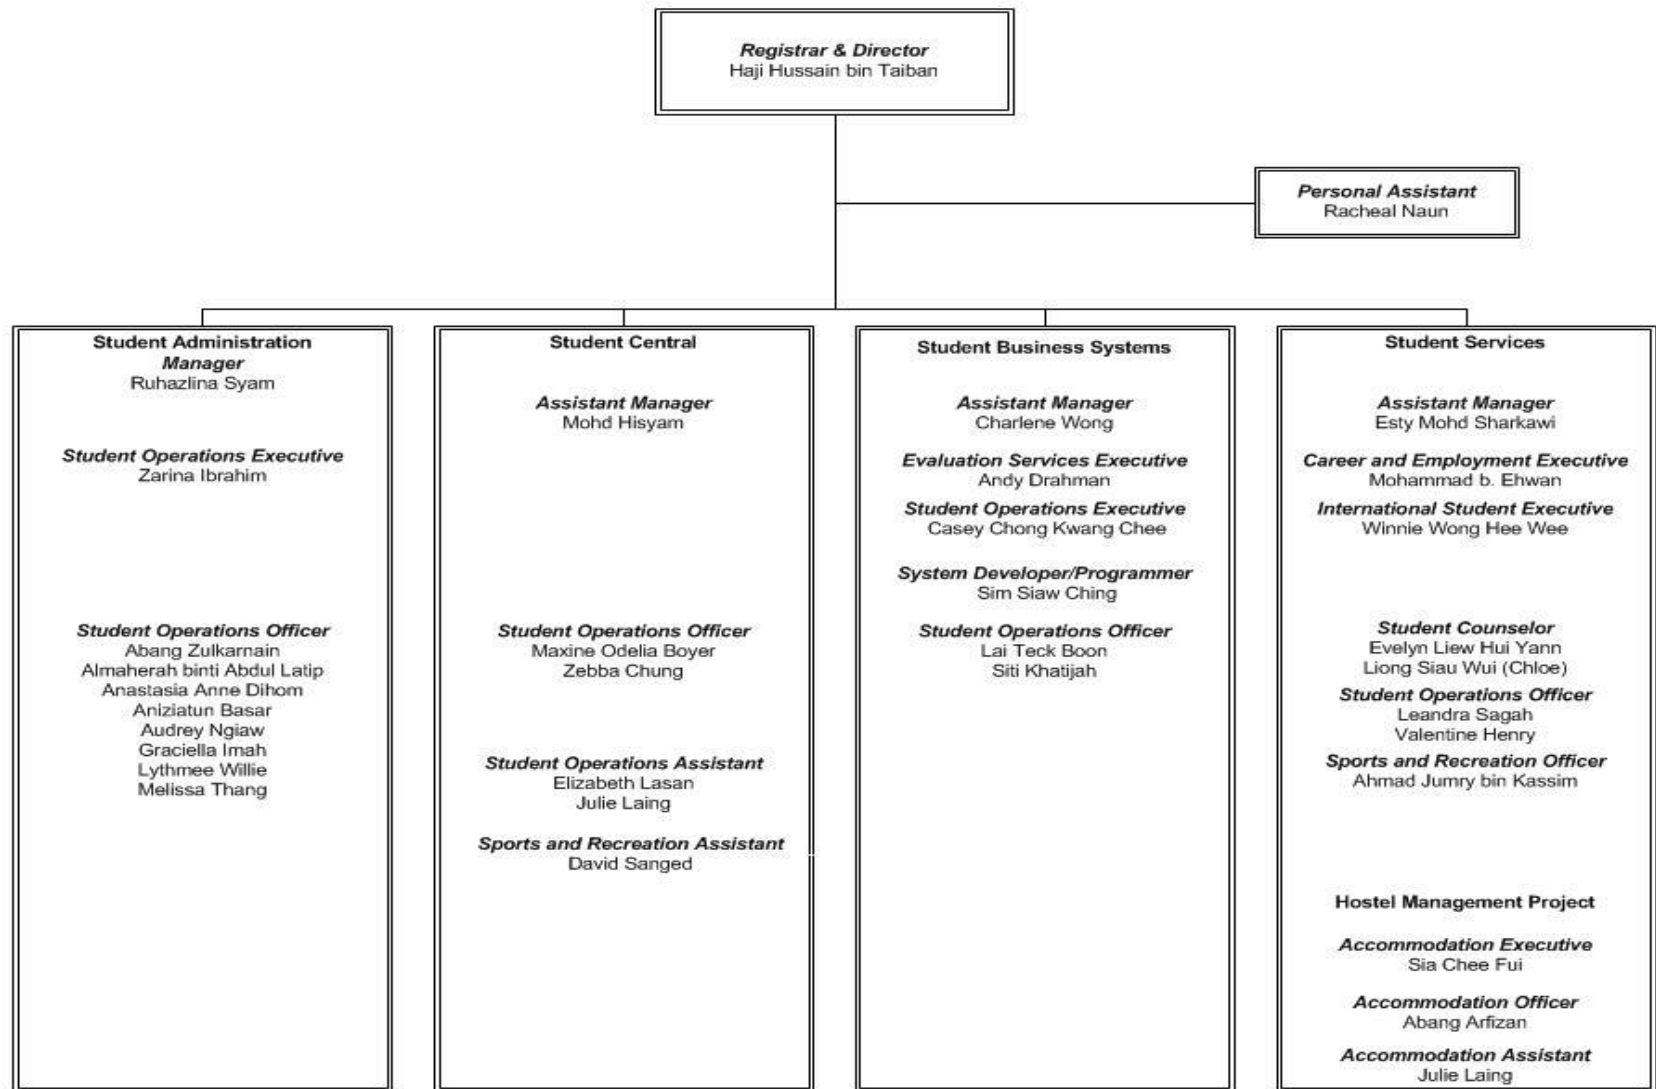 Registrar & Director
Haji Hussain bin Taiban
Personal Assistant
Racheal Naun
Student Administration
Manager
Ruhazlina Syam
Student Operations Executive
Zarina Ibrahim
Student Operations Officer
Abang Zulkarnain
Almaherah binti Abdul Latip
Anastasia Anne Dihom
Aniziatun Basar
Audrey Ngiaw
Graciella Imah
Lythmee Willie
Melissa Thang
Student Central
Assistant Manager
Mohd Hisyam
Student Operations Officer
Maxine Odelia Boyer
Zebba Chung
Student Operations Assistant
Elizabeth Lasan
Julie Laing
Sports and Recreation Assistant
David Sanged
Student Business Systems
Assistant Manager
Charlene Wong
Evaluation Services Executive
Andy Drahman
Student Operations Executive
Casey Chong Kwang Chee
System Developer/Programmer
Sim Siaw Ching
Student Operations Officer
Lai Teck Boon
Siti Khatijah
Student Services
Assistant Manager
Esty Mohd Sharkawi
Career and Employment Executive
Mohammad b. Ehwan
International Student Executive
Winnie Wong Hee Wee
Student Counselor
Evelyn Liew Hui Yann
Liong Siau Wui (Chloe)
Student Operations Officer
Leandra Sagah
Valentine Henry
Sports and Recreation Officer
Ahmad Jumry bin Kassim
Hostel Management Project
Accommodation Executive
Sia Chee Fui
Accommodation Officer
Abang Arfizan
Accommodation Assistant
Julie Laing